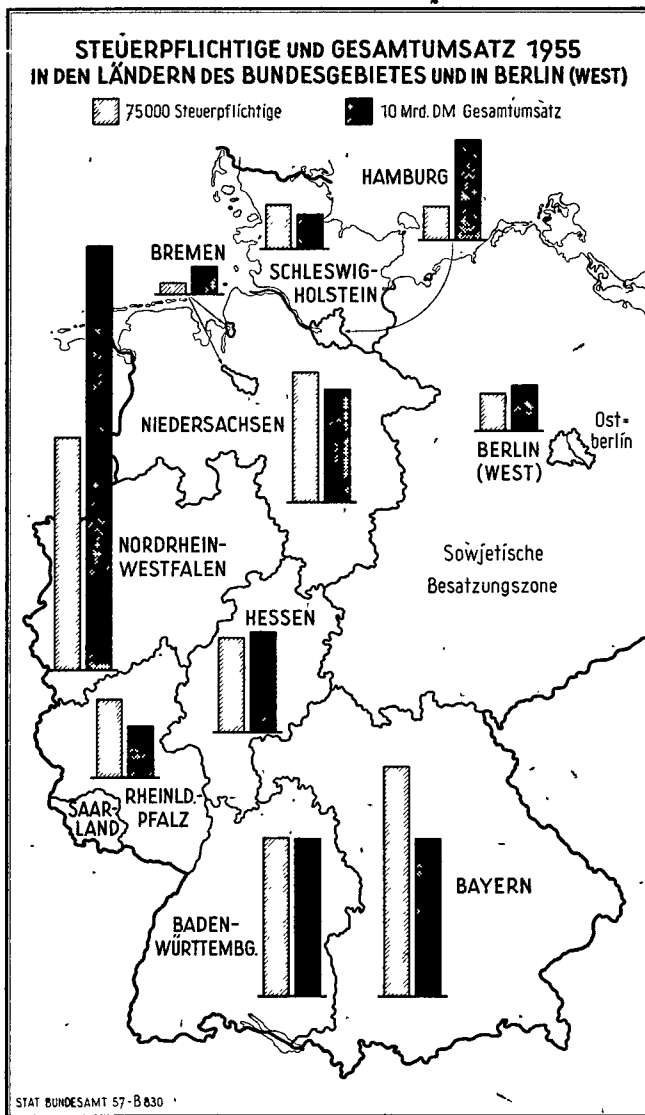 STEUERPFLICHTIGE UND GESAMTUMSATZ 1955
IN DEN LÄNDERN DES BUNDESGEBIETES UND IN BERLIN (WEST)
75000 Steuerpflichtige
10 Mrd. DM Gesamtumsatz
HAMBURG
BREMEN
SCHLESWIG-
HOLSTEIN
NIEDERSACHSEN
BERLIN
(WEST)
Ost=
berlin
NORDRHEIN-
WESTFALEN
Sowjetische
Besatzungszone
HESSEN
RHEINLD.-
PFALZ
SAAR-
LAND
BAYERN
BADEN-
WÜRTTEMBG.
STAT BUNDESAMT 57-B 830